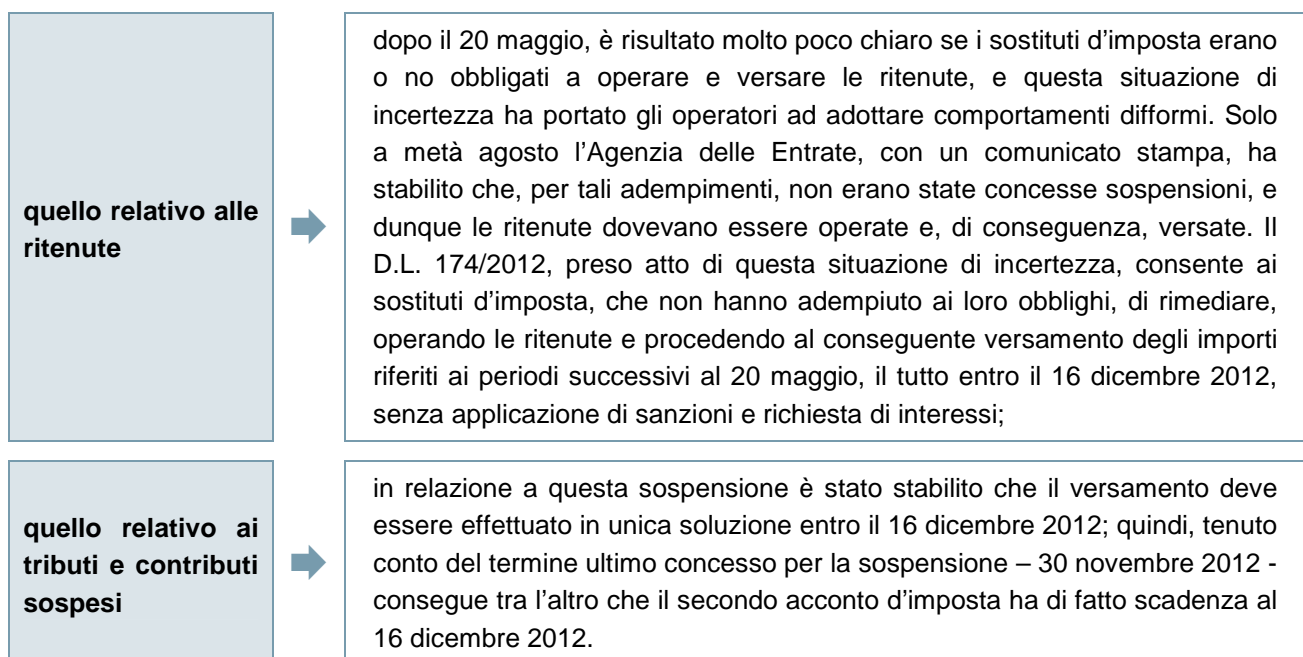 quello relativo alle
ritenute
dopo il 20 maggio, è risultato molto poco chiaro se i sostituti d’imposta erano
o no obbligati a operare e versare le ritenute, e questa situazione di
incertezza ha portato gli operatori ad adottare comportamenti difformi. Solo
a metà agosto l’Agenzia delle Entrate, con un comunicato stampa, ha
stabilito che, per tali adempimenti, non erano state concesse sospensioni, e
dunque le ritenute dovevano essere operate e, di conseguenza, versate. Il
D.L. 174/2012, preso atto di questa situazione di incertezza, consente ai
sostituti d’imposta, che non hanno adempiuto ai loro obblighi, di rimediare,
operando le ritenute e procedendo al conseguente versamento degli importi
riferiti ai periodi successivi al 20 maggio, il tutto entro il 16 dicembre 2012,
senza applicazione di sanzioni e richiesta di interessi;
quello relativo ai
tributi e contributi
sospesi
in relazione a questa sospensione è stato stabilito che il versamento deve
essere effettuato in unica soluzione entro il 16 dicembre 2012; quindi, tenuto
conto del termine ultimo concesso per la sospensione – 30 novembre 2012 -
consegue tra l’altro che il secondo acconto d’imposta ha di fatto scadenza al
16 dicembre 2012.